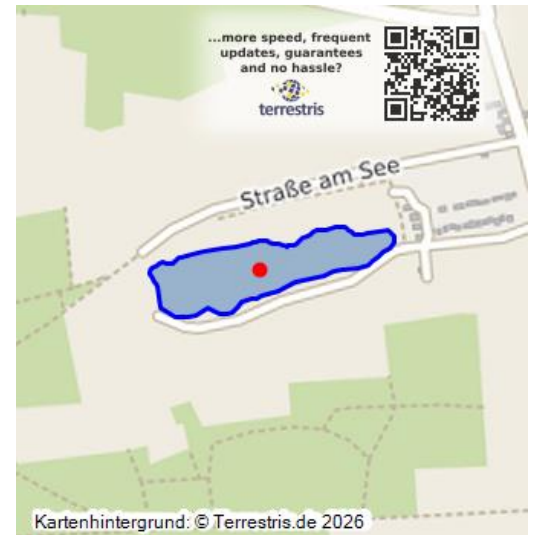 ...more speed, frequent
updates, guarantees
and no hassle?
terrestris
Straße am See
Kartenhintergrund: © Terrestris.de 2026